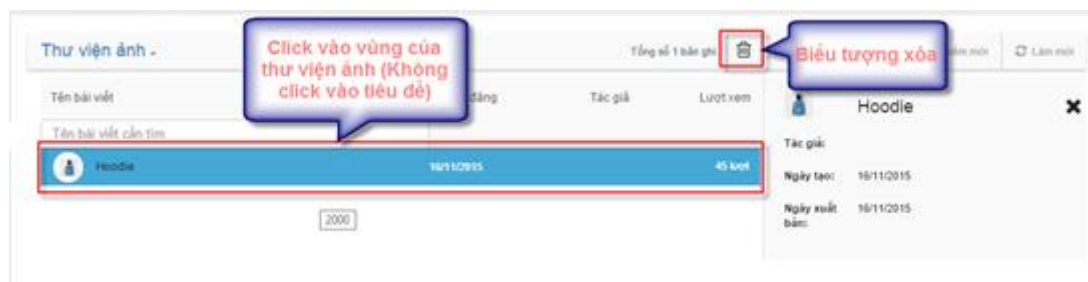 Thư viện ảnh
Click vào vùng của
thư viện ảnh (Không
click vào tiêu đề)
Tổng số 1 bản ghi
Biểu tượng xóa
mới
Làm mới
Tên bài viết
đăng
Tác giả
Lượt xem
Hoodie
Tên bài viết cần tìm
Tác giả:
Hoodie
16/11/2015
45 lượt
Ngày tạo: 16/11/2015
Ngày xuất
bản: 16/11/2015
2000